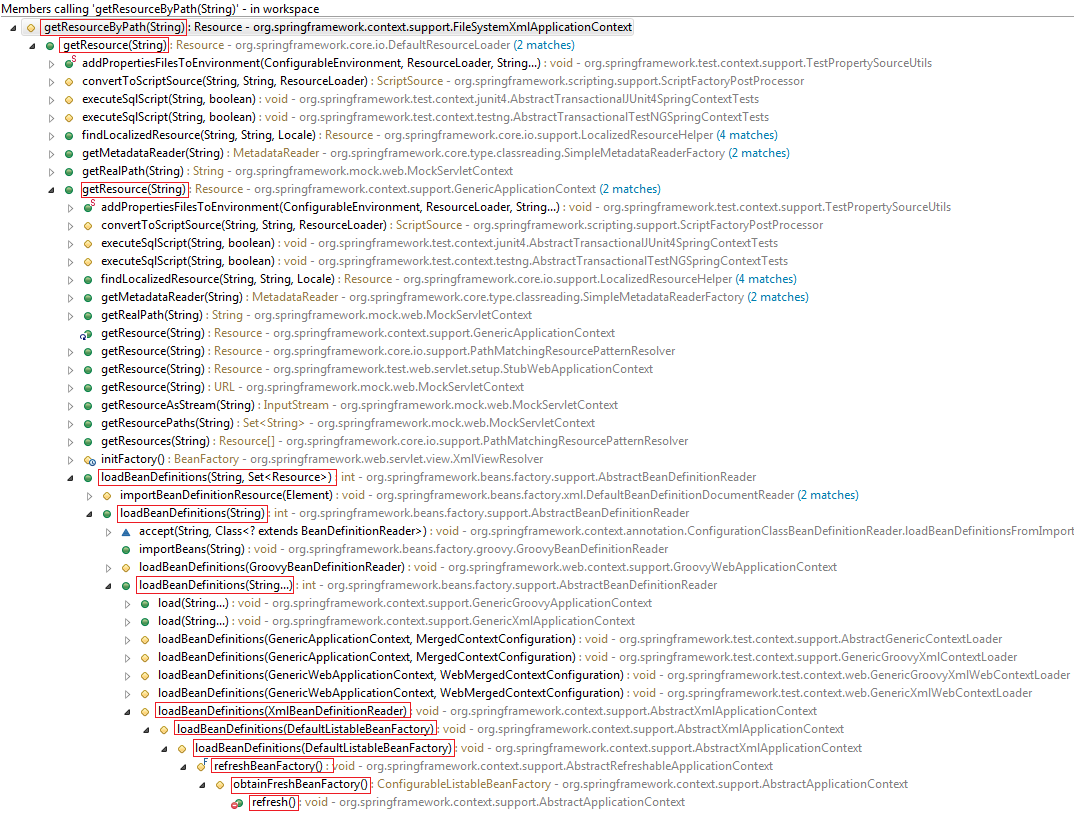 Members calling 'getResourceByPath(String)' - in workspace
getResourceByPath(String) : Resource - org.springframework.context.support.FileSystemXmlApplicationContext
getResource(String) : Resource - org.springframework.core.io.DefaultResourceLoader (2 matches)
addPropertiesFilesToEnvironment(ConfigurableEnvironment, ResourceLoader, String...) : void - org.springframework.test.context.support.TestPropertySourceUtils
convertToScriptSource(String, String, ResourceLoader) : ScriptSource - org.springframework.scripting.support.ScriptFactoryPostProcessor
executeSqlScript(String, boolean) : void - org.springframework.test.context.junit4.AbstractTransactionalJUnit4SpringContextTests
executeSqlScript(String, boolean) : void - org.springframework.test.context.testng.AbstractTransactionalTestNGSpringContextTests
findLocalizedResource(String, String, Locale) : Resource - org.springframework.core.io.support.LocalizedResourceHelper (4 matches)
getMetadataReader(String) : MetadataReader - org.springframework.core.type.classreading.SimpleMetadataReaderFactory (2 matches)
getRealPath(String) : String - org.springframework.mock.web.MockServletContext
getResource(String) : Resource - org.springframework.context.support.GenericApplicationContext (2 matches)
addPropertiesFilesToEnvironment(ConfigurableEnvironment, ResourceLoader, String...) : void - org.springframework.test.context.support.TestPropertySourceUtils
convertToScriptSource(String, String, ResourceLoader) : ScriptSource - org.springframework.scripting.support.ScriptFactoryPostProcessor
executeSqlScript(String, boolean) : void - org.springframework.test.context.junit4.AbstractTransactionalJUnit4SpringContextTests
executeSqlScript(String, boolean) : void - org.springframework.test.context.testng.AbstractTransactionalTestNGSpringContextTests
findLocalizedResource(String, String, Locale) : Resource - org.springframework.core.io.support.LocalizedResourceHelper (4 matches)
getMetadataReader(String) : MetadataReader - org.springframework.core.type.classreading.SimpleMetadataReaderFactory (2 matches)
getRealPath(String) : String - org.springframework.mock.web.MockServletContext
getResource(String) : Resource - org.springframework.context.support.GenericApplicationContext
getResource(String) : Resource - org.springframework.core.io.support.PathMatchingResourcePatternResolver
getResource(String) : Resource - org.springframework.test.web.servlet.setup.StubWebApplicationContext
getResource(String) : URL - org.springframework.mock.web.MockServletContext
getResourceAsStream(String) : InputStream - org.springframework.mock.web.MockServletContext
getResourcePaths(String) : Set<String> - org.springframework.mock.web.MockServletContext
getResources(String) : Resource[] - org.springframework.core.io.support.PathMatchingResourcePatternResolver
initFactory() : BeanFactory - org.springframework.web.servlet.view.XmlViewResolver
loadBeanDefinitions(String, Set<Resource>) : int - org.springframework.beans.factory.support.AbstractBeanDefinitionReader
importBeanDefinitionResource(Element) : void - org.springframework.beans.factory.xml.DefaultBeanDefinitionDocumentReader (2 matches)
loadBeanDefinitions(String) : int - org.springframework.beans.factory.support.AbstractBeanDefinitionReader
accept(String, Class<? extends BeanDefinitionReader>) : void - org.springframework.context.annotation.ConfigurationClassBeanDefinitionReader.loadBeanDefinitionsFromImport
importBeans(String) : void - org.springframework.beans.factory.groovy.GroovyBeanDefinitionReader
loadBeanDefinitions(GroovyBeanDefinitionReader) : void - org.springframework.web.context.support.GroovyWebApplicationContext
loadBeanDefinitions(String...) : int - org.springframework.beans.factory.support.AbstractBeanDefinitionReader
load(String...) : void - org.springframework.context.support.GenericGroovyApplicationContext
load(String...) : void - org.springframework.context.support.GenericXmlApplicationContext
loadBeanDefinitions(GenericApplicationContext, MergedContextConfiguration) : void - org.springframework.test.context.support.AbstractGenericContextLoader
loadBeanDefinitions(GenericApplicationContext, MergedContextConfiguration) : void - org.springframework.test.context.support.GenericGroovyXmlContextLoader
loadBeanDefinitions(GenericWebApplicationContext, WebMergedContextConfiguration) : void - org.springframework.test.context.web.GenericGroovyXmlWebContextLoader
loadBeanDefinitions(GenericWebApplicationContext, WebMergedContextConfiguration) : void - org.springframework.test.context.web.GenericXmlWebContextLoader
loadBeanDefinitions(XmlBeanDefinitionReader) : void - org.springframework.context.support.AbstractXmlApplicationContext
loadBeanDefinitions(DefaultListableBeanFactory) : void - org.springframework.context.support.AbstractXmlApplicationContext
loadBeanDefinitions(DefaultListableBeanFactory) : void - org.springframework.context.support.AbstractXmlApplicationContext
refreshBeanFactory() : void - org.springframework.context.support.AbstractRefreshableApplicationContext
obtainFreshBeanFactory() : ConfigurableListableBeanFactory - org.springframework.context.support.AbstractApplicationContext
refresh() : void - org.springframework.context.support.AbstractApplicationContext